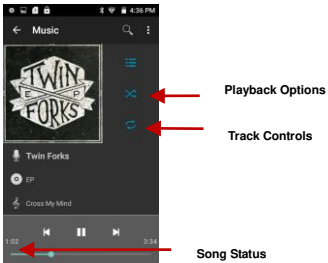 4:36 PM
Music
TWIN
EP
FORKS
Playback Options
Track Controls
Twin Forks
EP
Cross My Mind
1:02
3:34
Song Status